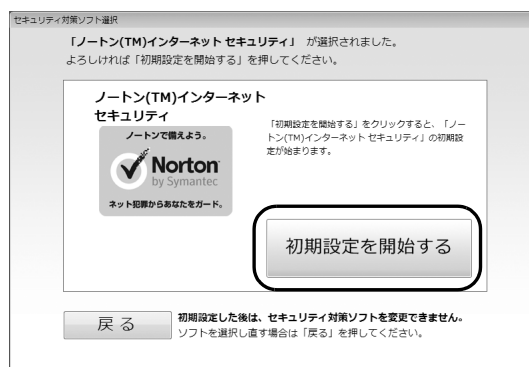 セキュリティ対策ソフト選択
「ノートン(TM)インターネット セキュリティ」 が選択されました。
よろしければ「初期設定を開始する」を押してください。
ノートン(TM)インターネット
セキュリティ
ノートンで備えよう。
Norton
by Symantec
ネット犯罪からあなたをガード。
「初期設定を開始する」をクリックすると、「ノー
トン(TM)インターネット セキュリティ」の初期設
定が始まります。
初期設定を開始する
戻 る
初期設定した後は、セキュリティ対策ソフトを変更できません。
ソフトを選択し直す場合は「戻る」を押してください。